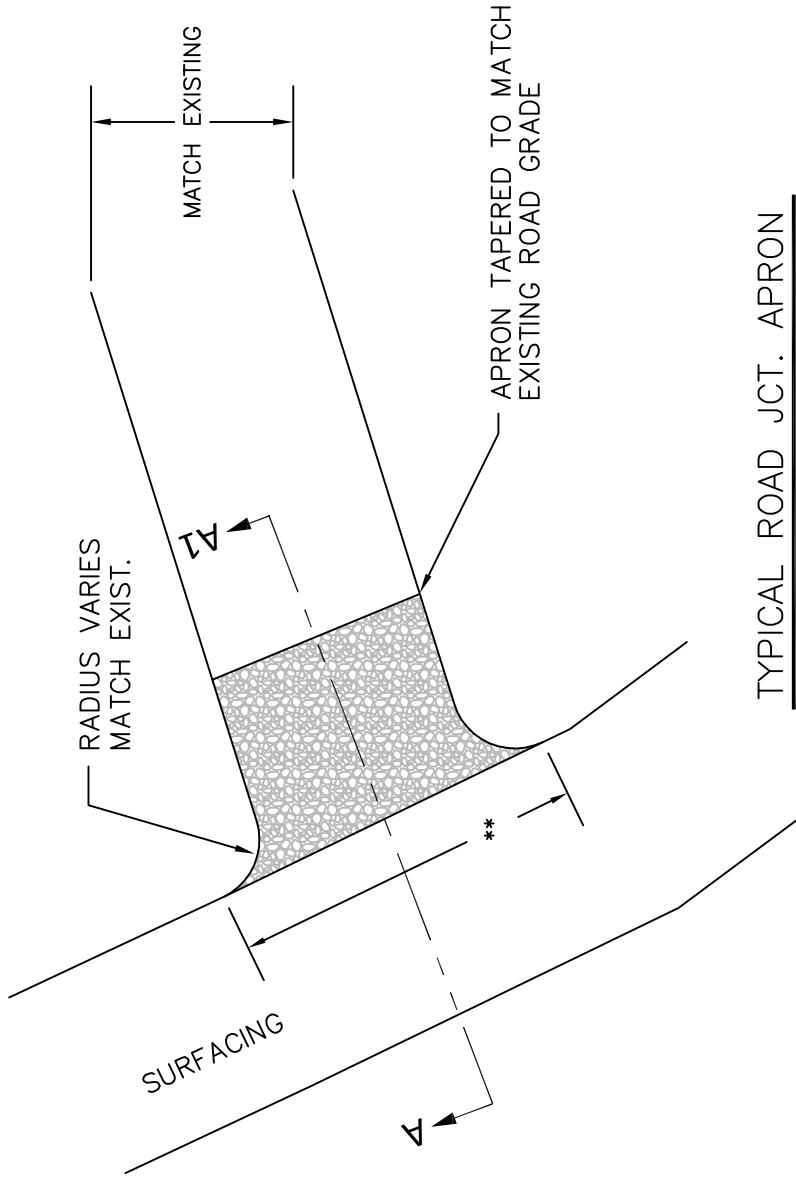 RADIUS VARIES
MATCH EXIST.
MATCH EXISTING
A1
SURFACING
**
A
APRON TAPERED TO MATCH
EXISTING ROAD GRADE
TYPICAL ROAD JCT. APRON